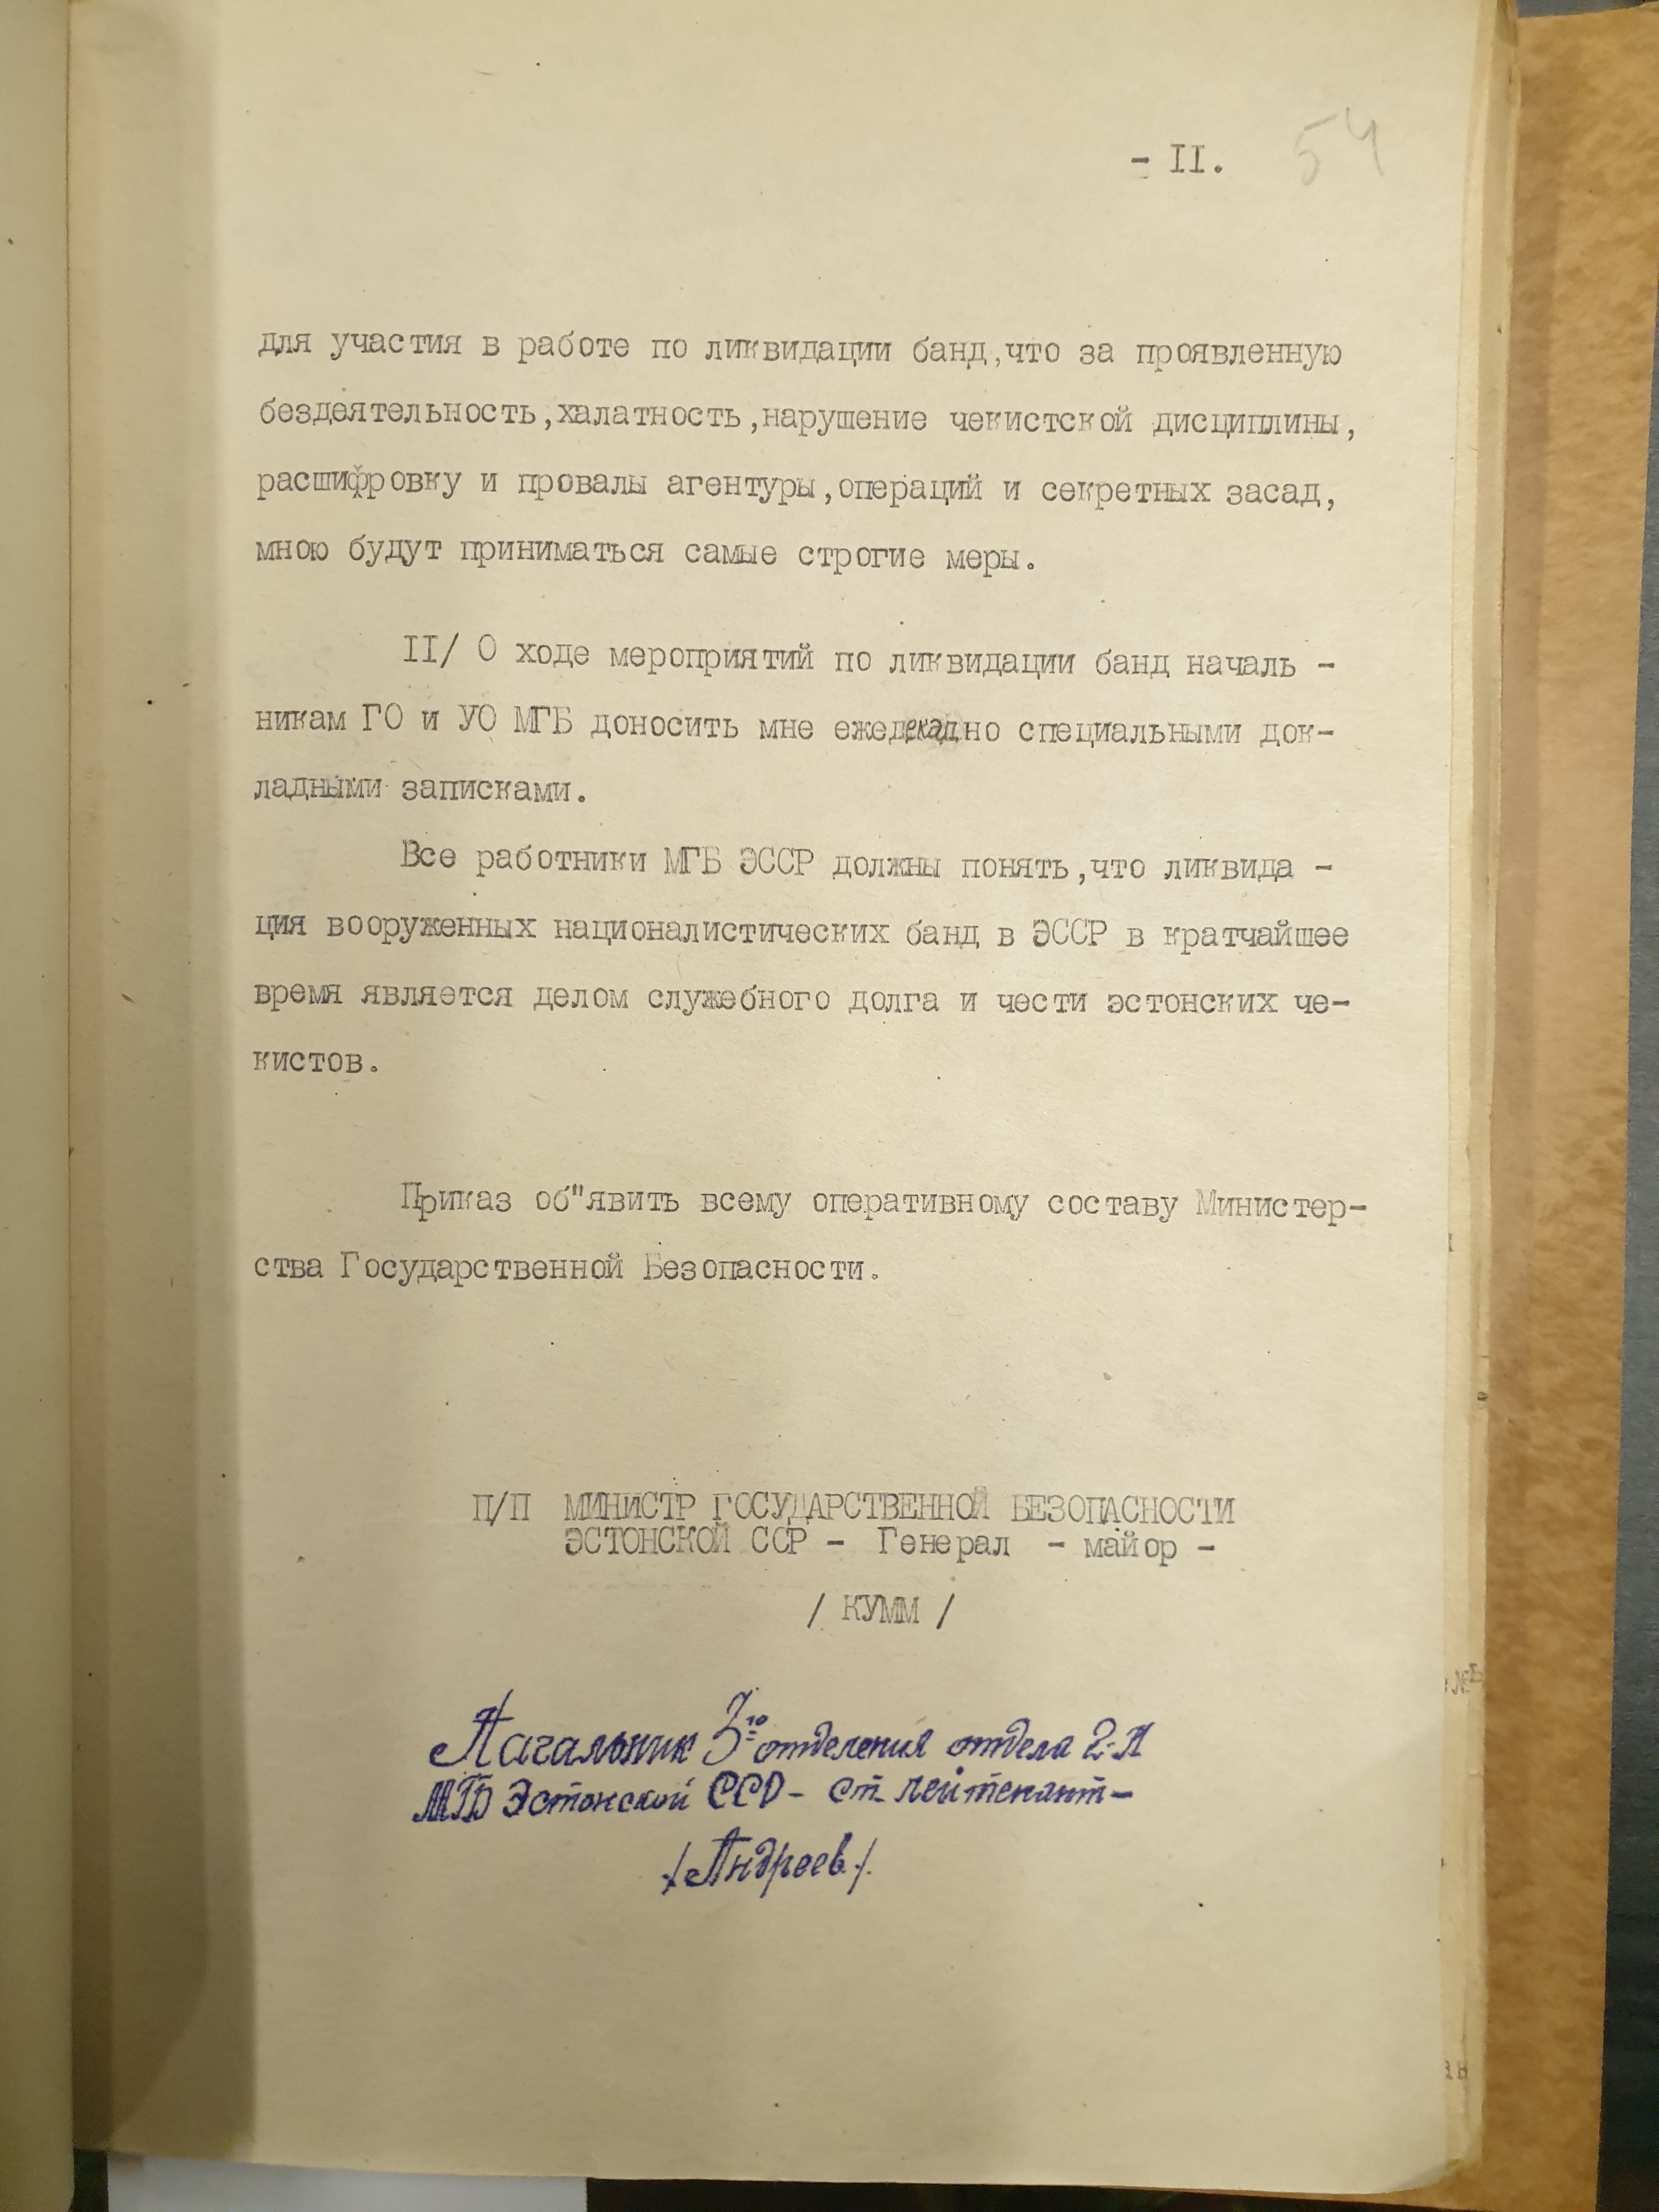 - II. 54
для участия в работе по ликвидации банд,что за проявленную
бездеятельность,халатность,нарушение чекистской дисциплины,
расшифровку и провалы агентуры,операций и секретных засад,
мною будут приниматься самые строгие меры.
II/ О ходе мероприятий по ликвидации банд началь -
никам ГО и УО МГБ доносить мне ежедекадно специальными док-
ладными записками.
Все работники МГБ ЭССР должны понять,что ликвида -
ция вооруженных националистических банд в ЭССР в кратчайшее
время является делом служебного долга и чести эстонских че-
кистов.
Приказ об"явить всему оперативному составу Министер-
ства Государственной Безопасности.
П/П МИНИСТР ГОСУДАРСТВЕННОЙ БЕЗОПАСНОСТИ
ЭСТОНСКОЙ ССР - Генерал - майор -
/ КУММ /
Начальник 3го отделения отдела 2-Н
МГБ Эстонской ССР - ст. лейтенант -
/Андреев./